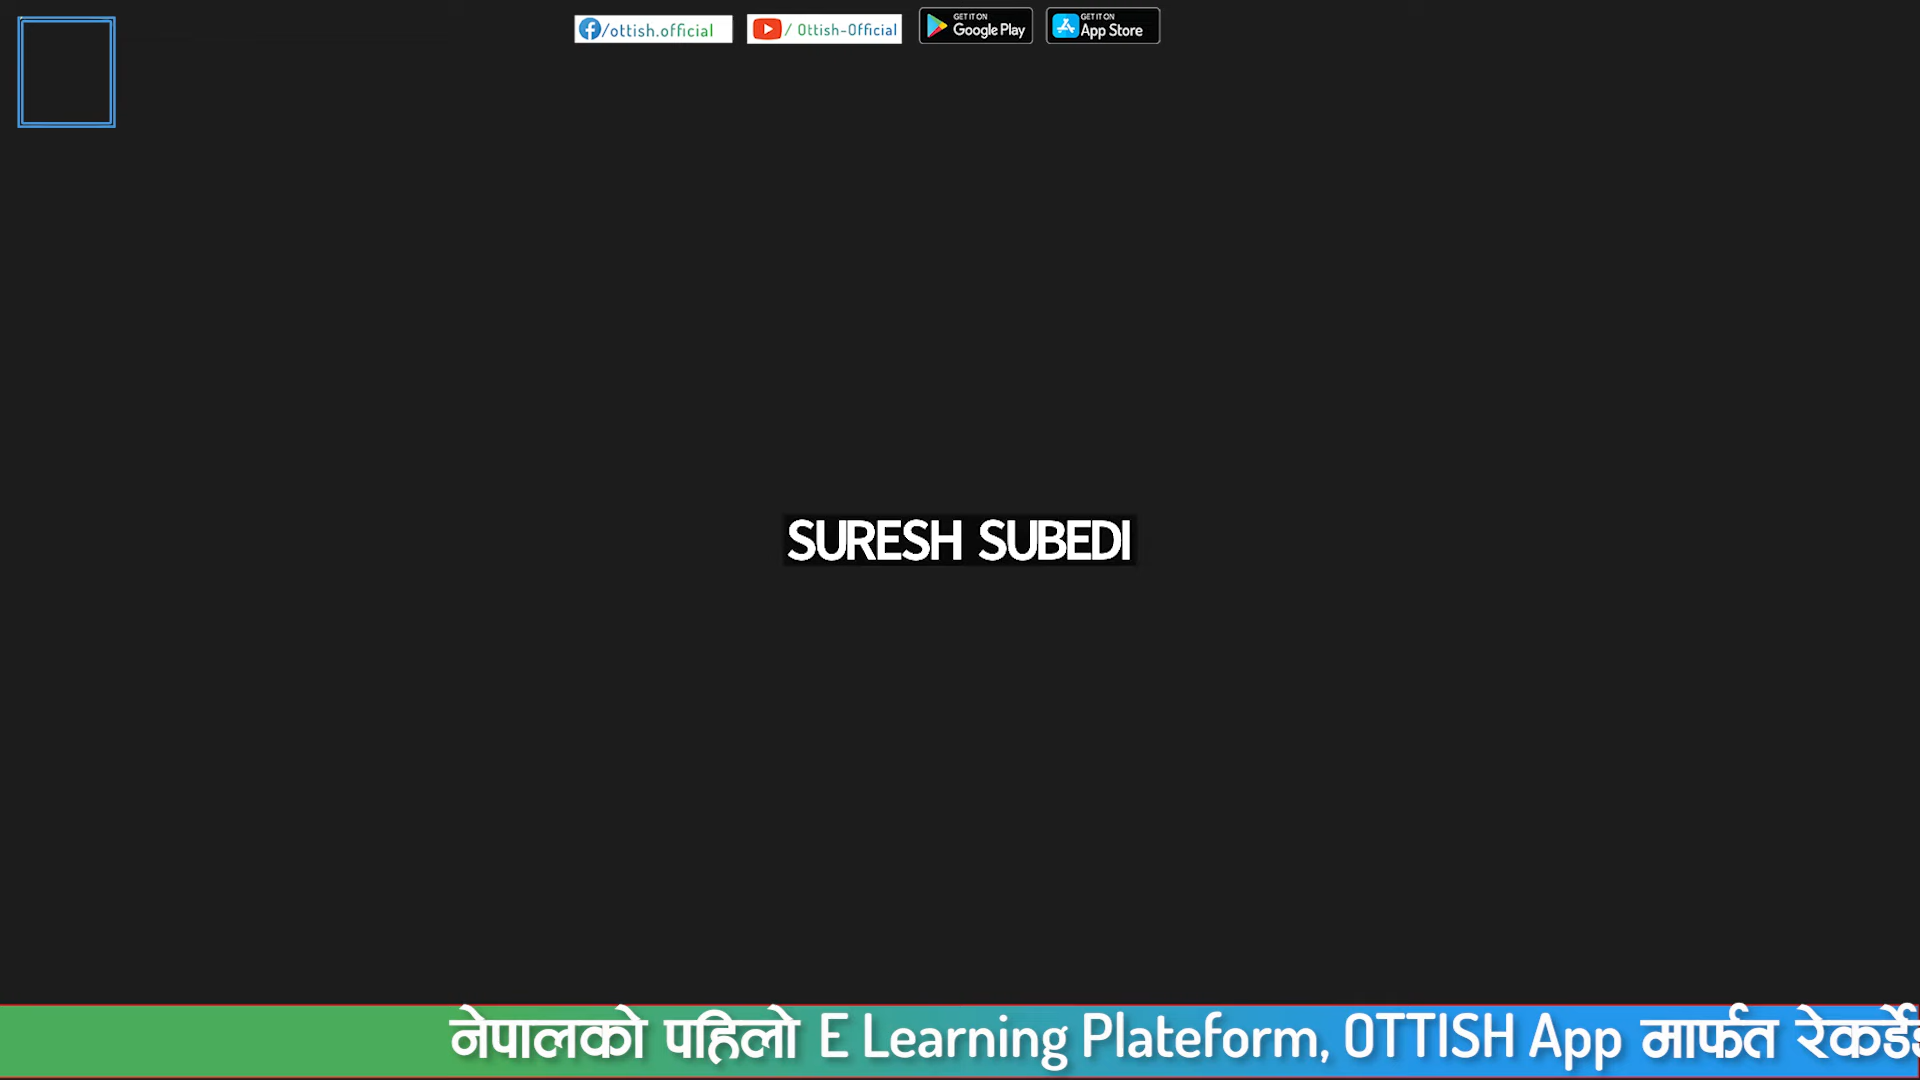 /ottish.official
/ Ottish-Official
GET IT ON
Google Play
GET IT ON
App Store
SURESH SUBEDI
नेपालको पहिलो E Learning Plateform, OTTISH App मार्फत